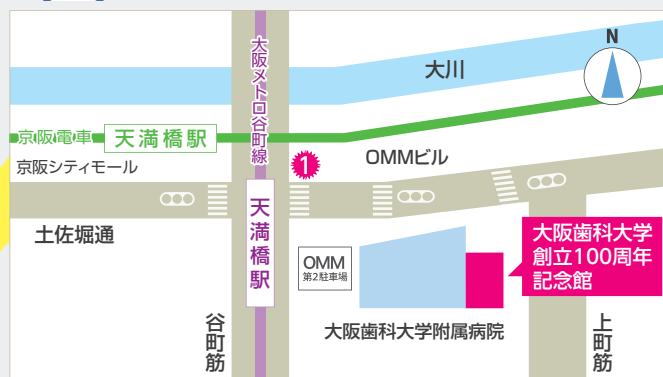 大阪メトロ谷町線
大川
N
京阪電車
天満橋駅
京阪シティモール
1
OMMビル
土佐堀通
天満橋駅
OMM
第2駐車場
大阪歯科大学
創立100周年
記念館
大阪歯科大学附属病院
谷町筋
上町筋